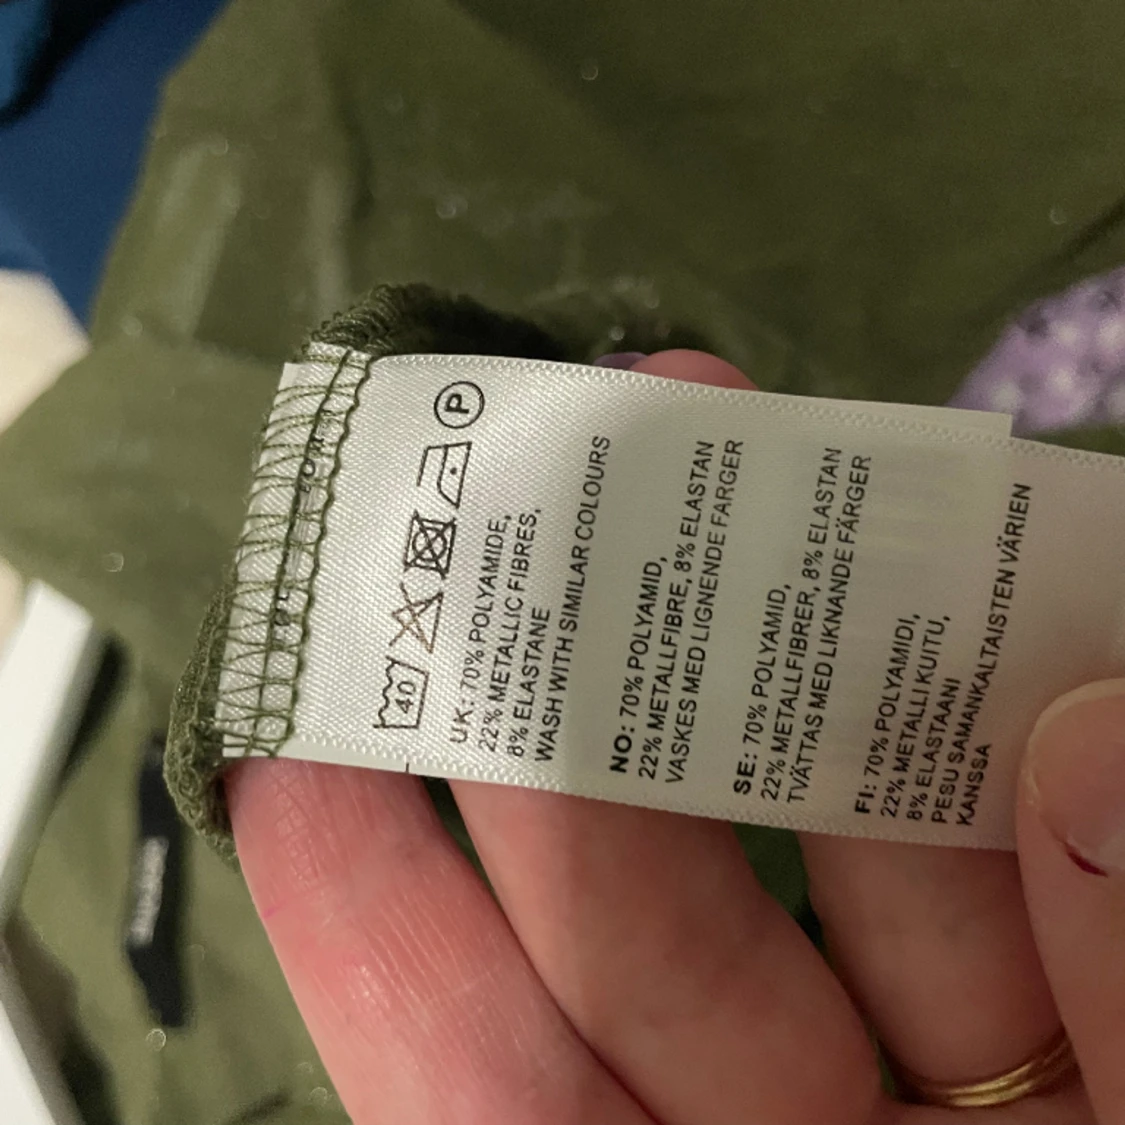 40
P
UK: 70% POLYAMIDE,
22% METALLIC FIBRES,
8% ELASTANE
WASH WITH SIMILAR COLOURS
NO: 70% POLYAMID,
22% METALLFIBRE, 8% ELASTAN
VASKES MED LIGNENDE FARGER
SE: 70% POLYAMID,
22% METALLFIBRER, 8% ELASTAN
TVÄTTAS MED LIKNANDE FÄRGER
FI: 70% POLYAMIDI,
22% METALLI KUITU,
8% ELASTAANI
PESU SAMANKALTAISTEN VÄRIEN
KANSSA